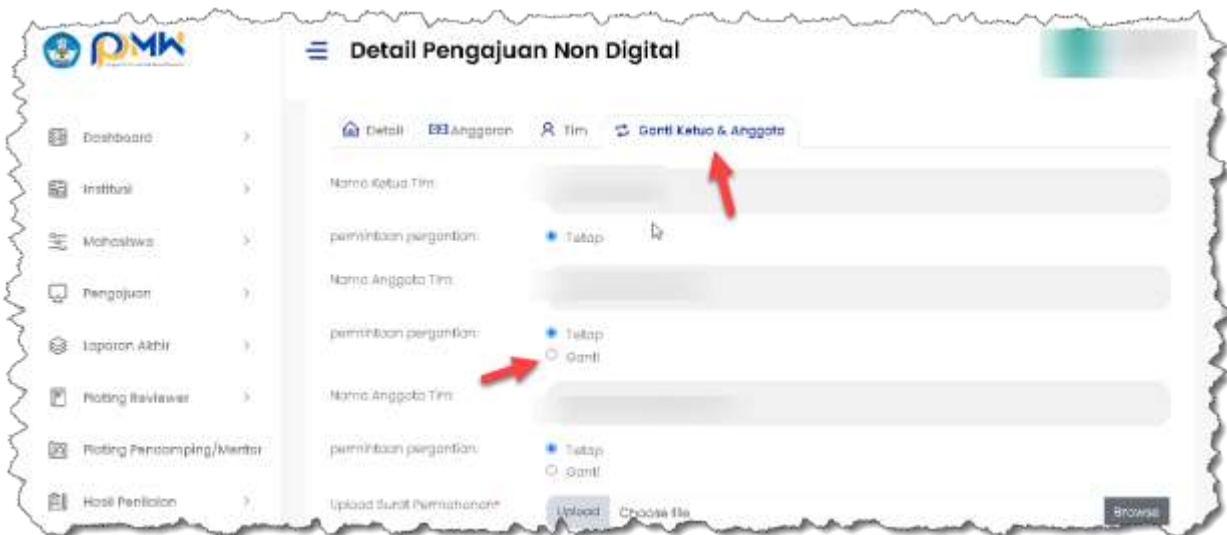 PMW
Detail Pengajuan Non Digital
Detail
Anggaran
Tim
Ganti Ketua & Anggota
Dashboard
Institusi
Mahasiswa
Pengajuan
Laporan Akhir
Ploting Reviewer
Ploting Pendamping/Mentor
Hasil Penilaian
Nama Ketua Tim:
permintaan pergantian:
Tetap
Nama Anggota Tim:
permintaan pergantian:
Tetap
Ganti
Nama Anggota Tim:
permintaan pergantian:
Tetap
Ganti
Upload Surat Permohonan*
Upload
Choose file
Browse